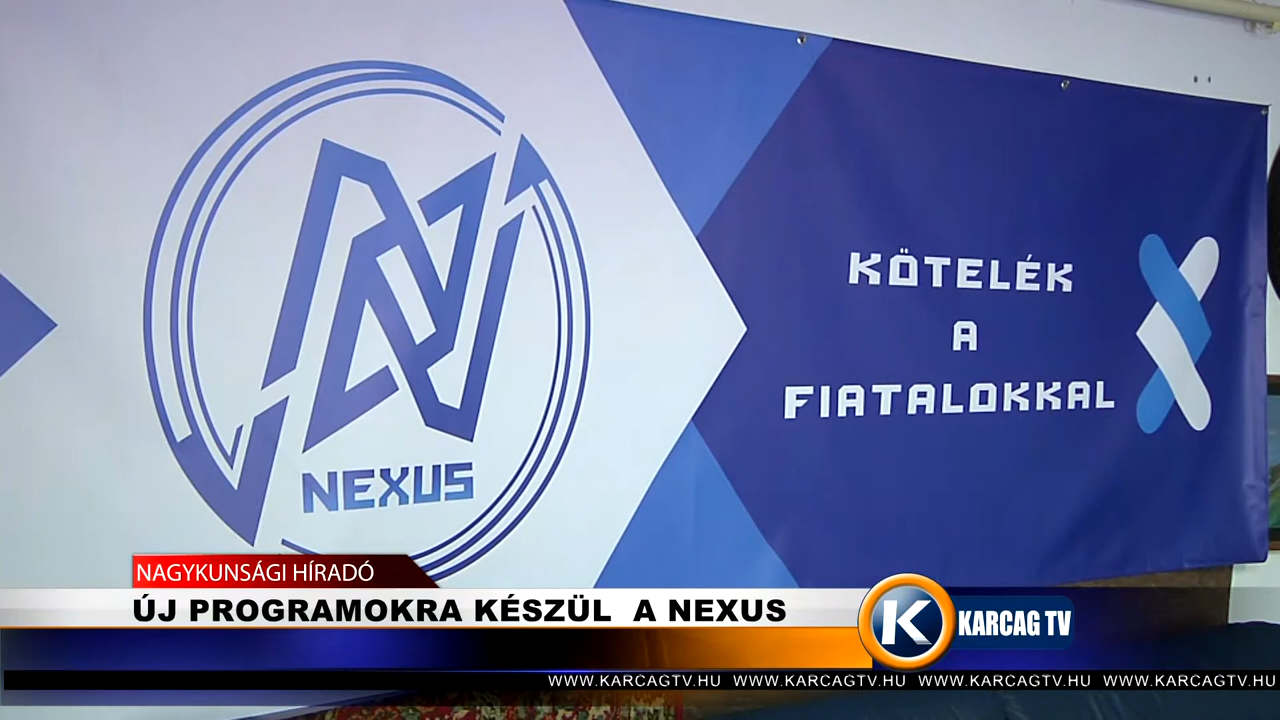 NEXUS
KÖTELÉK
A
FIATALOKKAL
NAGYKUNSÁGI HÍRADÓ
ÚJ PROGRAMOKRA KÉSZÜL A NEXUS
K KARCAG TV
WWW.KARCAGTV.HU WWW.KARCAGTV.HU WWW.KARCAGTV.HU WWW.KARCAGTV.HU